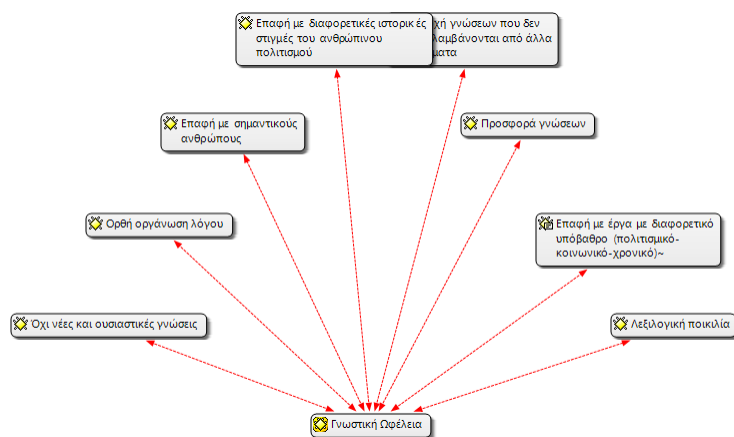 Επαφή με διαφορετικές ιστορικές
στιγμές του ανθρώπινου
πολιτισμού
χή γνώσεων που δεν
λαμβάνονται από άλλα
ματα
Επαφή με σημαντικούς
ανθρώπους
Προσφορά γνώσεων
Ορθή οργάνωση λόγου
Επαφή με έργα με διαφορετικό
υπόβαθρο (πολιτισμικό-
κοινωνικό-χρονικό)~
Όχι νέες και ουσιαστικές γνώσεις
Λεξιλογική ποικιλία
Γνωστική Ωφέλεια